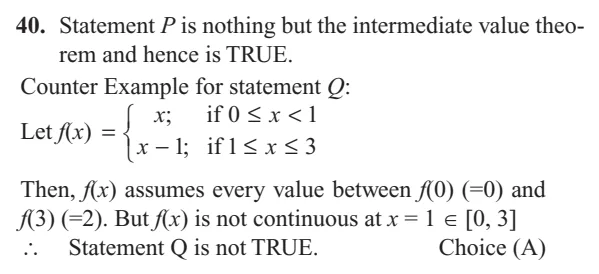 40. Statement P is nothing but the intermediate value theo-
rem and hence is TRUE.
Counter Example for statement Q:
Let f(x) = { x; if 0 ≤ x < 1
x − 1; if 1 ≤ x ≤ 3
Then, f(x) assumes every value between f(0) (=0) and
f(3) (=2). But f(x) is not continuous at x = 1 ∈ [0, 3]
∴ Statement Q is not TRUE. Choice (A)